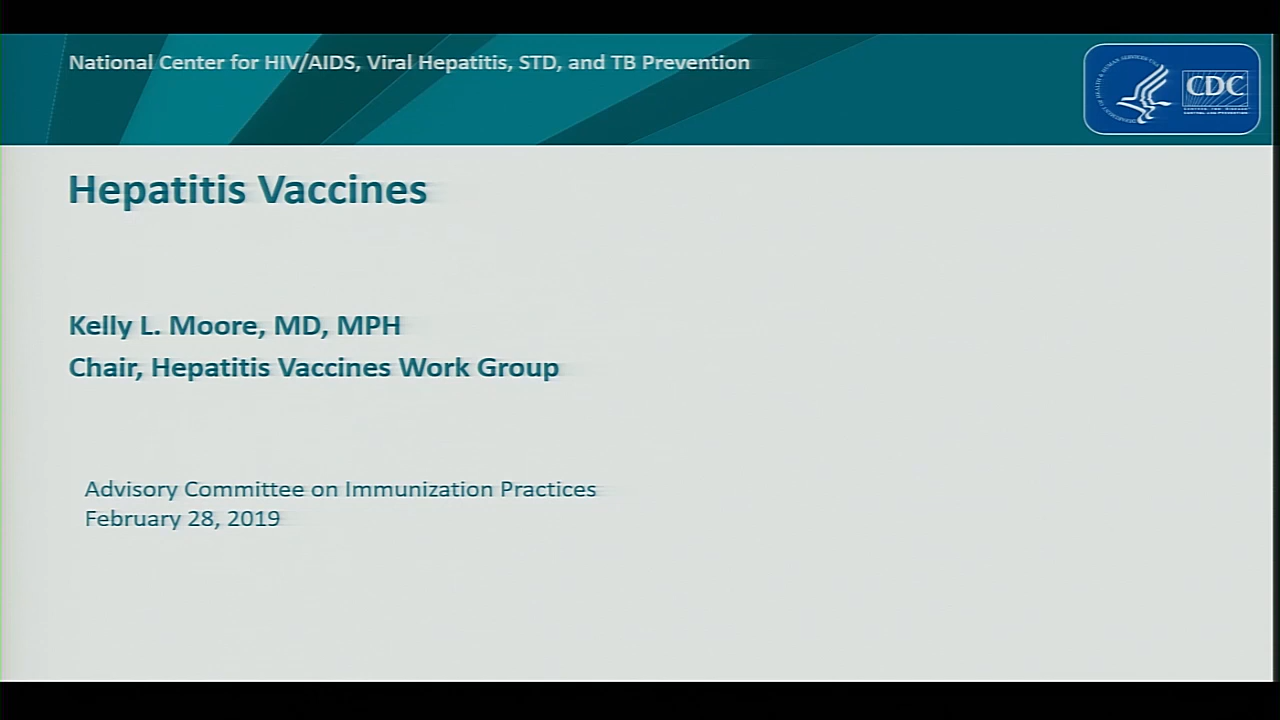 National Center for HIV/AIDS, Viral Hepatitis, STD, and TB Prevention
CDC
Hepatitis Vaccines
Kelly L. Moore, MD, MPH
Chair, Hepatitis Vaccines Work Group
Advisory Committee on Immunization Practices
February 28, 2019